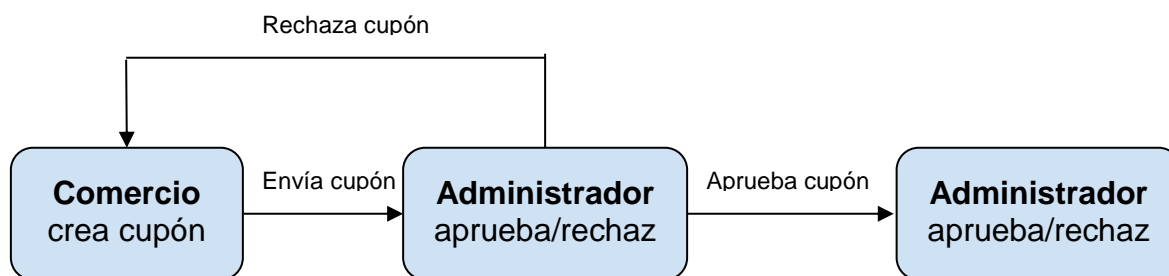 Rechaza cupón
Comercio
crea cupón
Envía cupón
Administrador
aprueba/rechaz
Aprueba cupón
Administrador
aprueba/rechaz